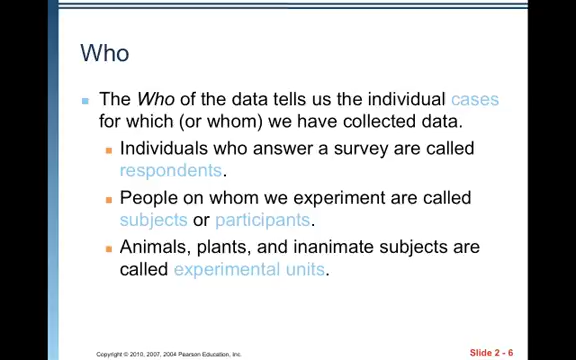 Who
The Who of the data tells us the individual cases
for which (or whom) we have collected data.
Individuals who answer a survey are called
respondents.
People on whom we experiment are called
subjects or participants.
Animals, plants, and inanimate subjects are
called experimental units.
Copyright © 2010, 2007, 2004 Pearson Education, Inc.
Slide 2 - 6